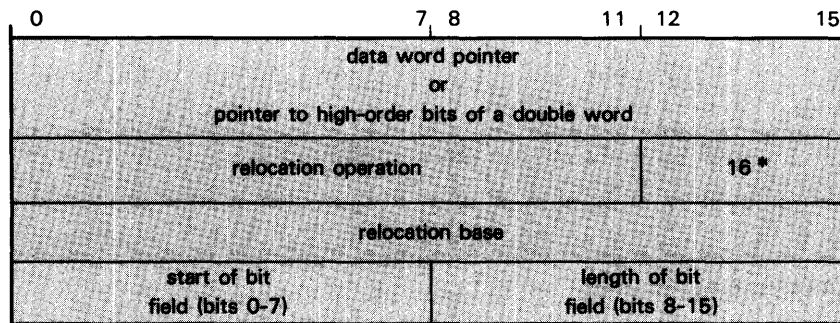 0 7 8 11 12 15
data word pointer
or
pointer to high-order bits of a double word
relocation operation 16*
relocation base
start of bit length of bit
field (bits 0-7) field (bits 8-15)